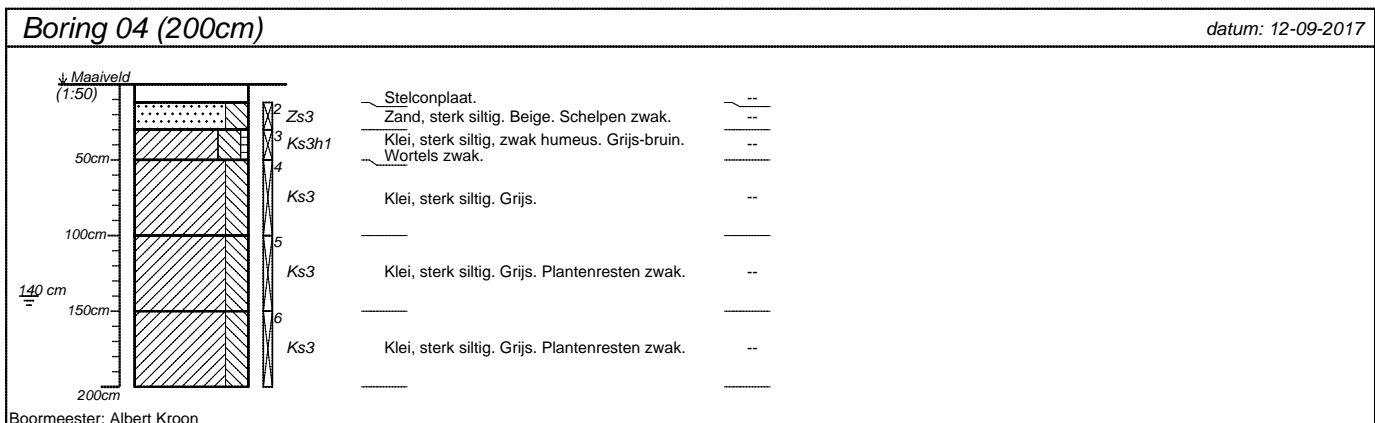 Boring 04 (200cm)
datum: 12-09-2017
Maaiveld
(1:50)
Stelconplaat.
--
2
Zs3
Zand, sterk siltig. Beige. Schelpen zwak.
--
3
Ks3h1
Klei, sterk siltig, zwak humeus. Grijs-bruin.
Wortels zwak.
--
50cm
4
Ks3
Klei, sterk siltig. Grijs.
--
100cm
5
Ks3
Klei, sterk siltig. Grijs. Plantenresten zwak.
--
140 cm
150cm
6
Ks3
Klei, sterk siltig. Grijs. Plantenresten zwak.
--
200cm
Boormeester: Albert Kroon